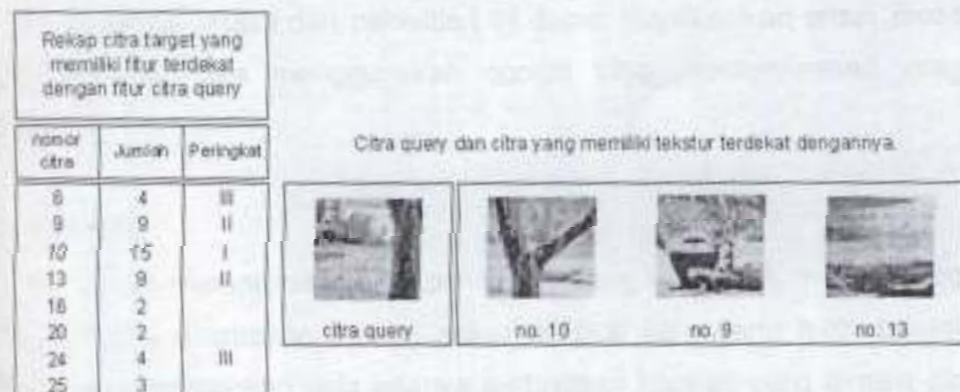 Rekap citra target yang
memiliki fitur terdekat
dengan fitur citra query
nomor citra Jumlah Peringkat
6 4 III
9 9 II
10 15 I
13 9 II
16 2
20 2
24 4 III
25 3
Citra query dan citra yang memiliki tekstur terdekat dengannya.
citra query no. 10 no. 9 no. 13